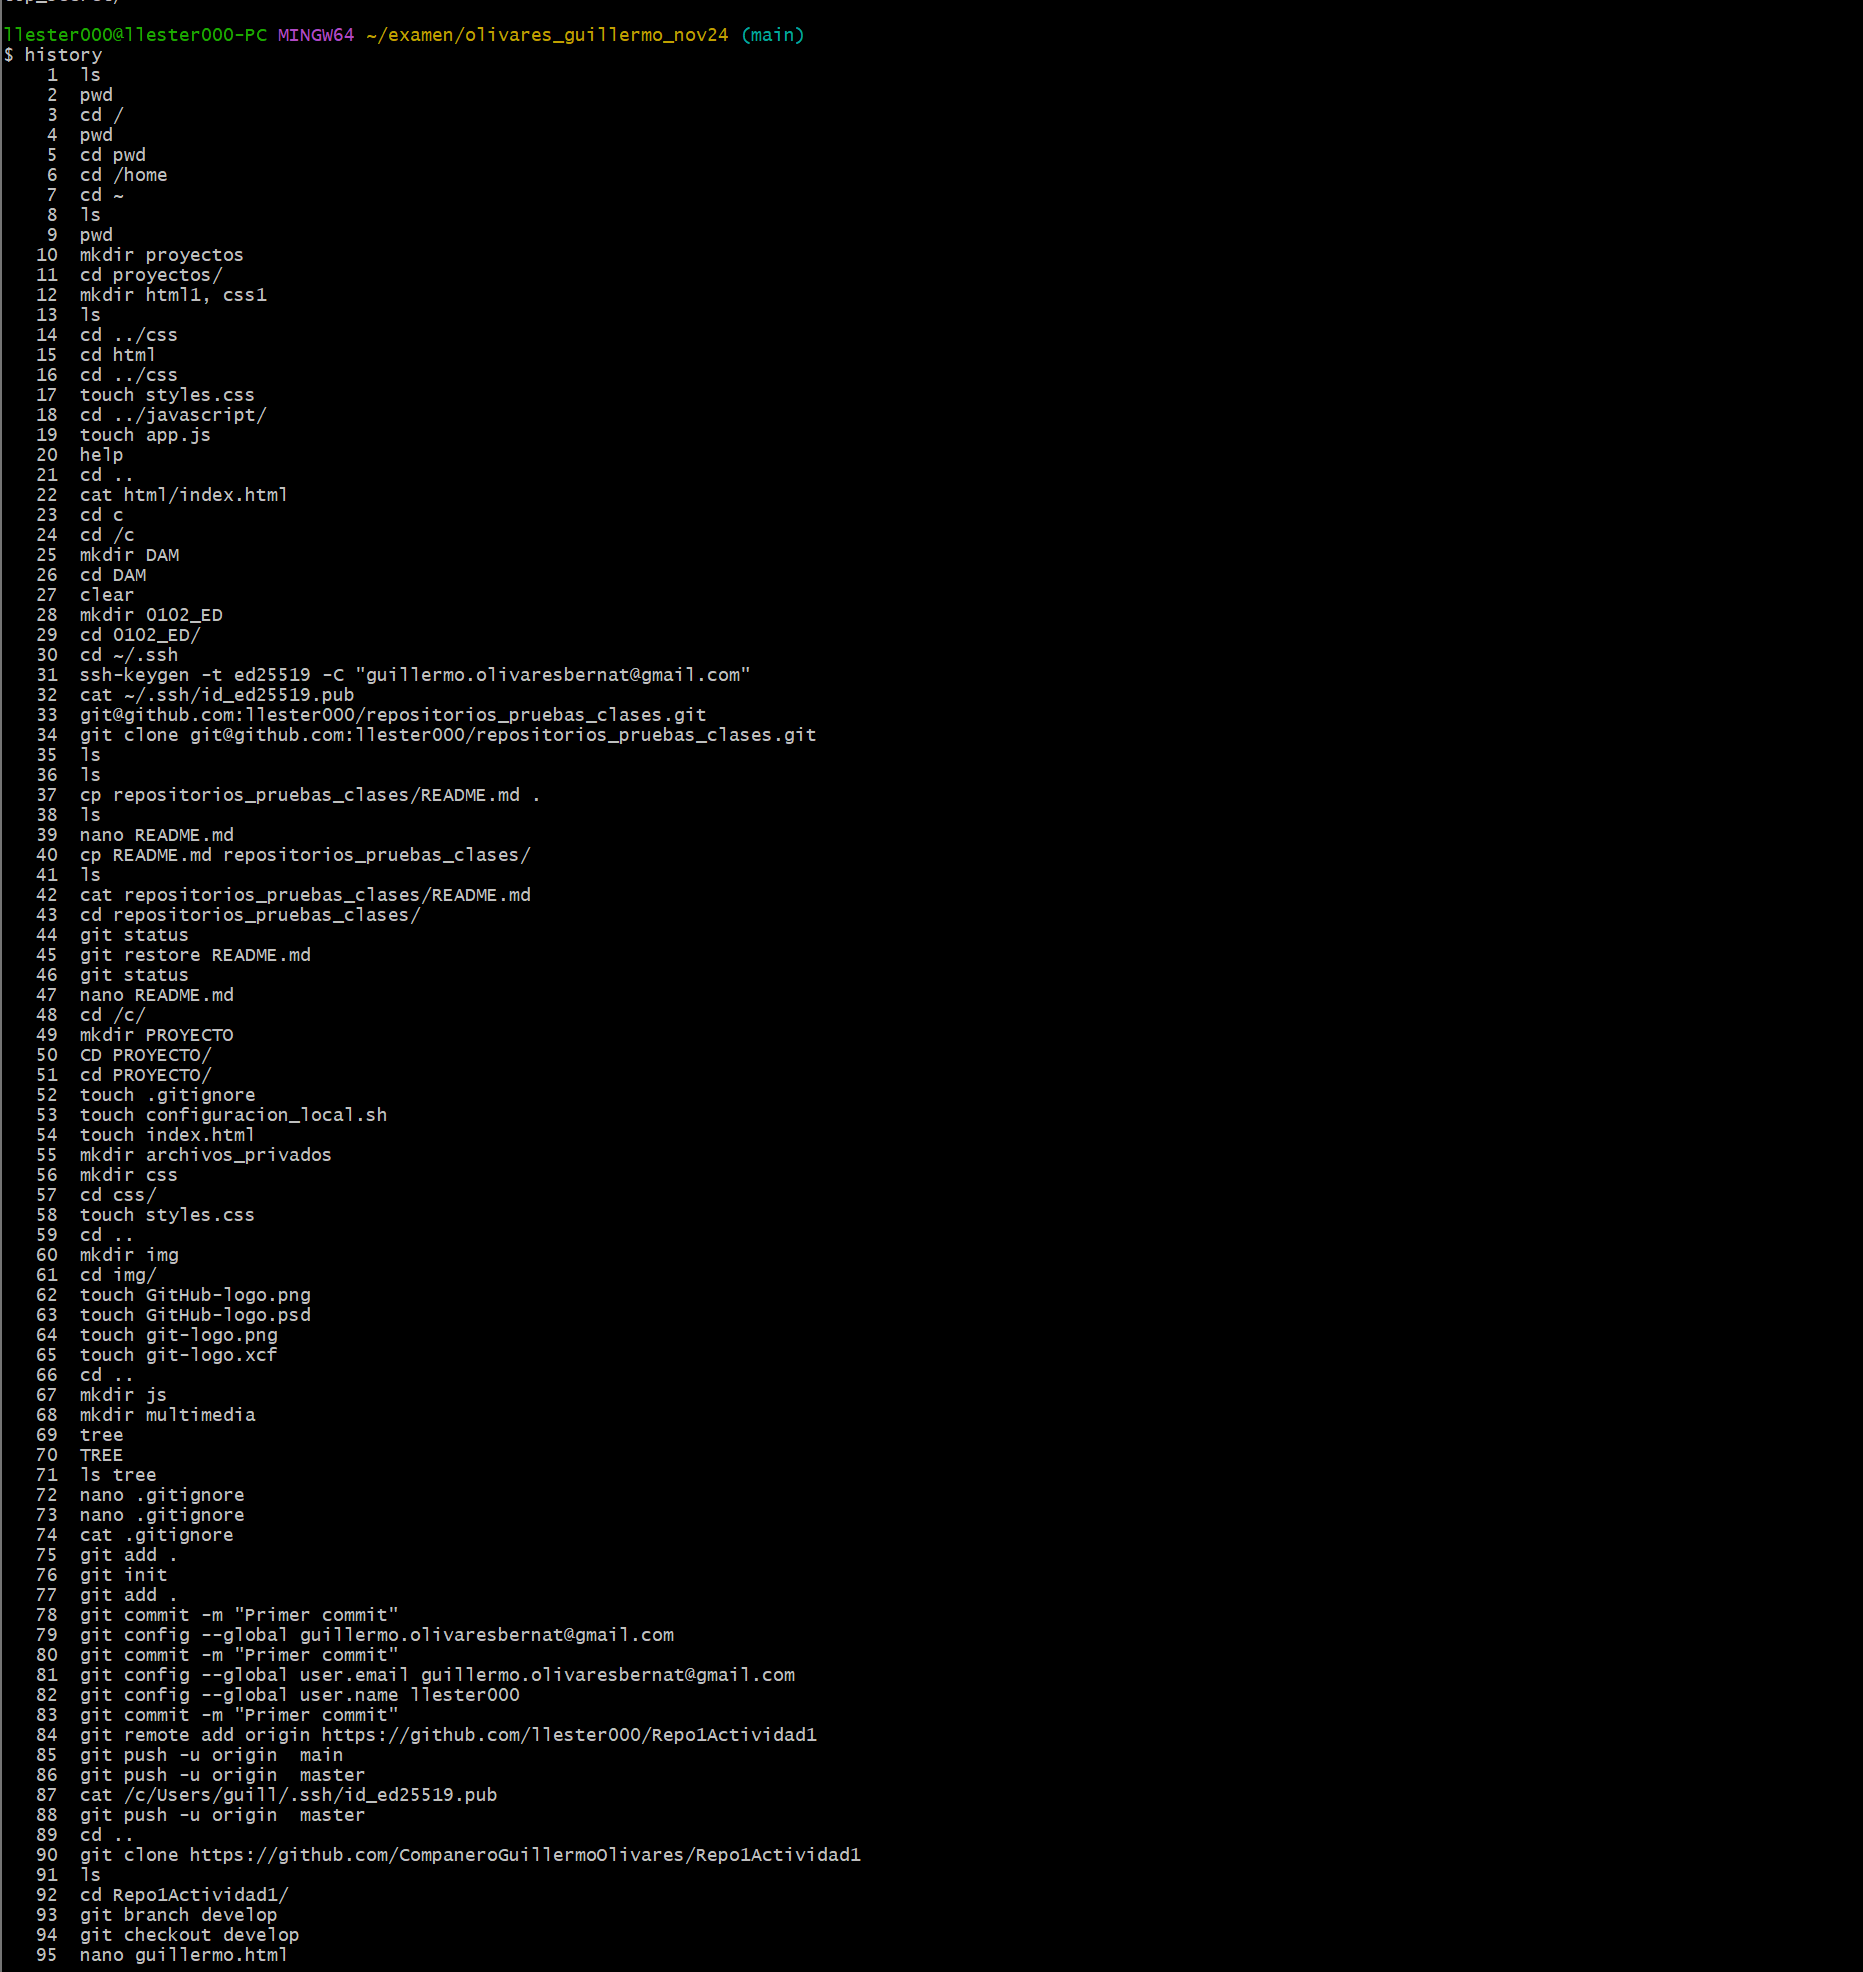 llester000@llester000-PC MINGW64 ~/examen/olivares_guillermo_nov24 (main)
$ history
1 ls
2 pwd
3 cd /
4 pwd
5 cd pwd
6 cd /home
7 cd ~
8 ls
9 pwd
10 mkdir proyectos
11 cd proyectos/
12 mkdir html1, css1
13 ls
14 cd ../css
15 cd html
16 cd ../css
17 touch styles.css
18 cd ../javascript/
19 touch app.js
20 help
21 cd ..
22 cat html/index.html
23 cd c
24 cd /c
25 mkdir DAM
26 cd DAM
27 clear
28 mkdir 0102_ED
29 cd 0102_ED/
30 cd ~/.ssh
31 ssh-keygen -t ed25519 -C "guillermo.olivaresbernat@gmail.com"
32 cat ~/.ssh/id_ed25519.pub
33 git@github.com:llester000/repositorios_pruebas_clases.git
34 git clone git@github.com:llester000/repositorios_pruebas_clases.git
35 ls
36 ls
37 cp repositorios_pruebas_clases/README.md .
38 ls
39 nano README.md
40 cp README.md repositorios_pruebas_clases/
41 ls
42 cat repositorios_pruebas_clases/README.md
43 cd repositorios_pruebas_clases/
44 git status
45 git restore README.md
46 git status
47 nano README.md
48 cd /c/
49 mkdir PROYECTO
50 CD PROYECTO/
51 cd PROYECTO/
52 touch .gitignore
53 touch configuracion_local.sh
54 touch index.html
55 mkdir archivos_privados
56 mkdir css
57 cd css/
58 touch styles.css
59 cd ..
60 mkdir img
61 cd img/
62 touch GitHub-logo.png
63 touch GitHub-logo.psd
64 touch git-logo.png
65 touch git-logo.xcf
66 cd ..
67 mkdir js
68 mkdir multimedia
69 tree
70 TREE
71 ls tree
72 nano .gitignore
73 nano .gitignore
74 cat .gitignore
75 git add .
76 git init
77 git add .
78 git commit -m "Primer commit"
79 git config --global guillermo.olivaresbernat@gmail.com
80 git commit -m "Primer commit"
81 git config --global user.email guillermo.olivaresbernat@gmail.com
82 git config --global user.name llester000
83 git commit -m "Primer commit"
84 git remote add origin https://github.com/llester000/Repo1Actividad1
85 git push -u origin  main
86 git push -u origin  master
87 cat /c/Users/guill/.ssh/id_ed25519.pub
88 git push -u origin  master
89 cd ..
90 git clone https://github.com/CompaneroGuillermoOlivares/Repo1Actividad1
91 ls
92 cd Repo1Actividad1/
93 git branch develop
94 git checkout develop
95 nano guillermo.html